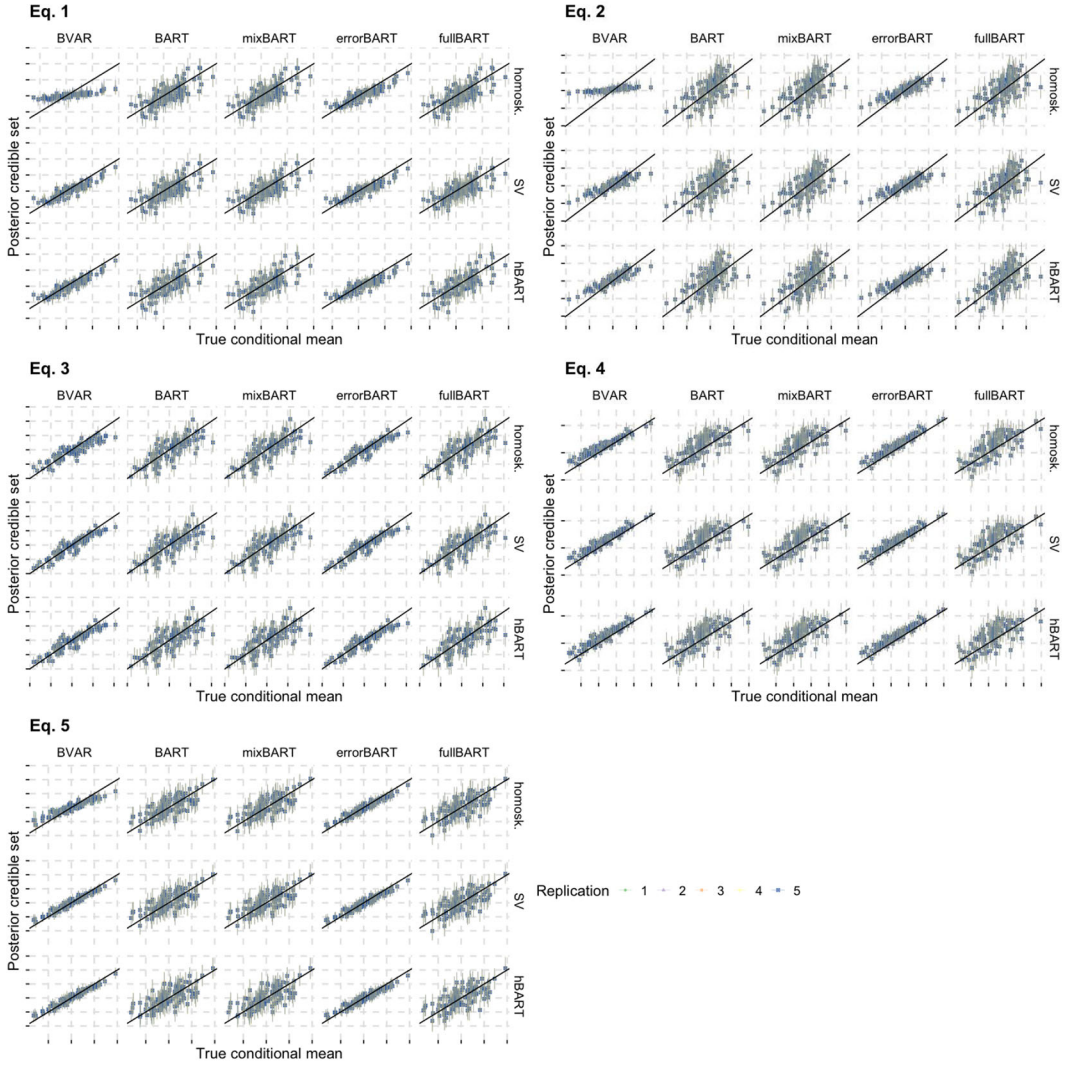 Eq. 1
BVAR BART mixBART errorBART fullBART
homosk.
SV
hBART
Posterior credible set
True conditional mean
Eq. 2
BVAR BART mixBART errorBART fullBART
homosk.
SV
hBART
Posterior credible set
True conditional mean
Eq. 3
BVAR BART mixBART errorBART fullBART
homosk.
SV
hBART
Posterior credible set
True conditional mean
Eq. 4
BVAR BART mixBART errorBART fullBART
homosk.
SV
hBART
Posterior credible set
True conditional mean
Eq. 5
BVAR BART mixBART errorBART fullBART
homosk.
SV
hBART
Posterior credible set
True conditional mean
Replication 1 2 3 4 5